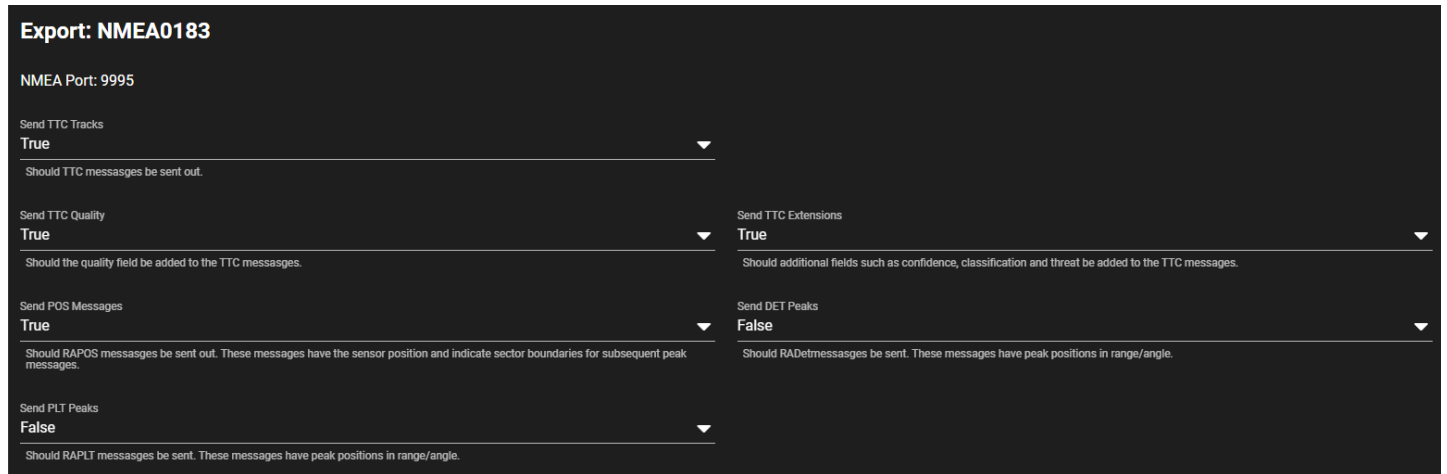 Export: NMEA0183
NMEA Port: 9995
Send TTC Tracks
True
Should TTC messasges be sent out.
Send TTC Quality
True
Should the quality field be added to the TTC messasges.
Send TTC Extensions
True
Should additional fields such as confidence, classification and threat be added to the TTC messages.
Send POS Messages
True
Should RAPOS messasges be sent out. These messages have the sensor position and indicate sector boundaries for subsequent peak
messages.
Send DET Peaks
False
Should RADetmessasges be sent. These messages have peak positions in range/angle.
Send PLT Peaks
False
Should RAPLT messasges be sent. These messages have peak positions in range/angle.